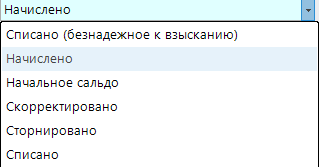 Начислено
Списано (безнадежное к взысканию)
Начислено
Начальное сальдо
Скорректировано
Сторнировано
Списано